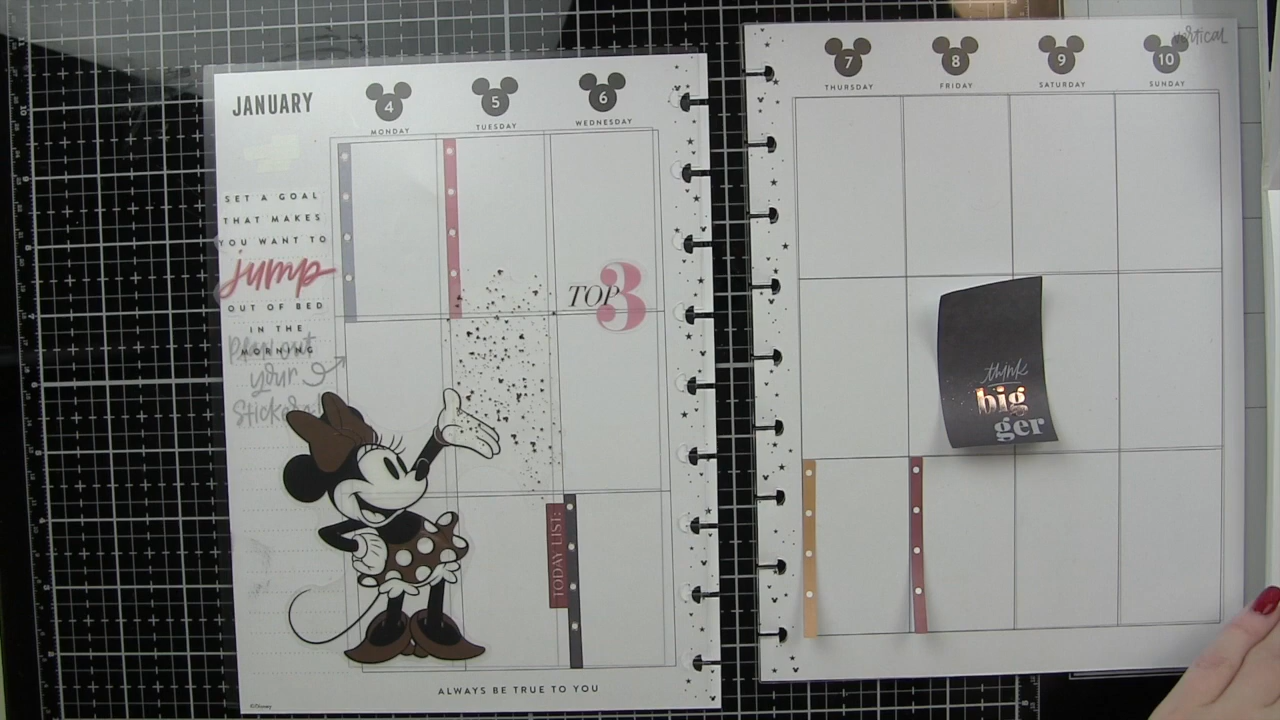 JANUARY
4
5
6
MONDAY
TUESDAY
WEDNESDAY
SET A GOAL
THAT MAKES
YOU WANT TO
jump
OUT OF BED
IN THE
MORNING
Plan out
your
TOP 3
TODAY LIST:
ALWAYS BE TRUE TO YOU
©Disney
vertical
7
8
9
10
THURSDAY
FRIDAY
SATURDAY
SUNDAY
think
big
ger